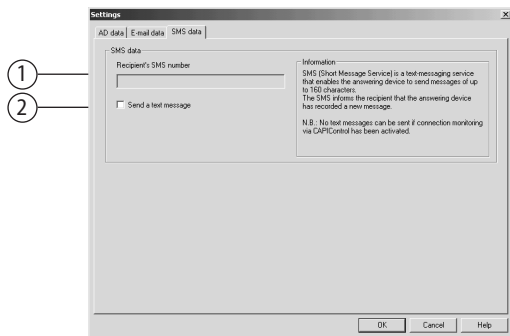 Settings
AD data E-mail data SMS data
SMS data
1
Recipient's SMS number
2
Send a text message
Information
SMS (Short Message Service) is a text-messaging service
that enables the answering device to send messages of up
to 160 characters.
The SMS informs the recipient that the answering device
has recorded a new message.
N.B.: No text messages can be sent if connection monitoring
via CAPIControl has been activated.
OK Cancel Help